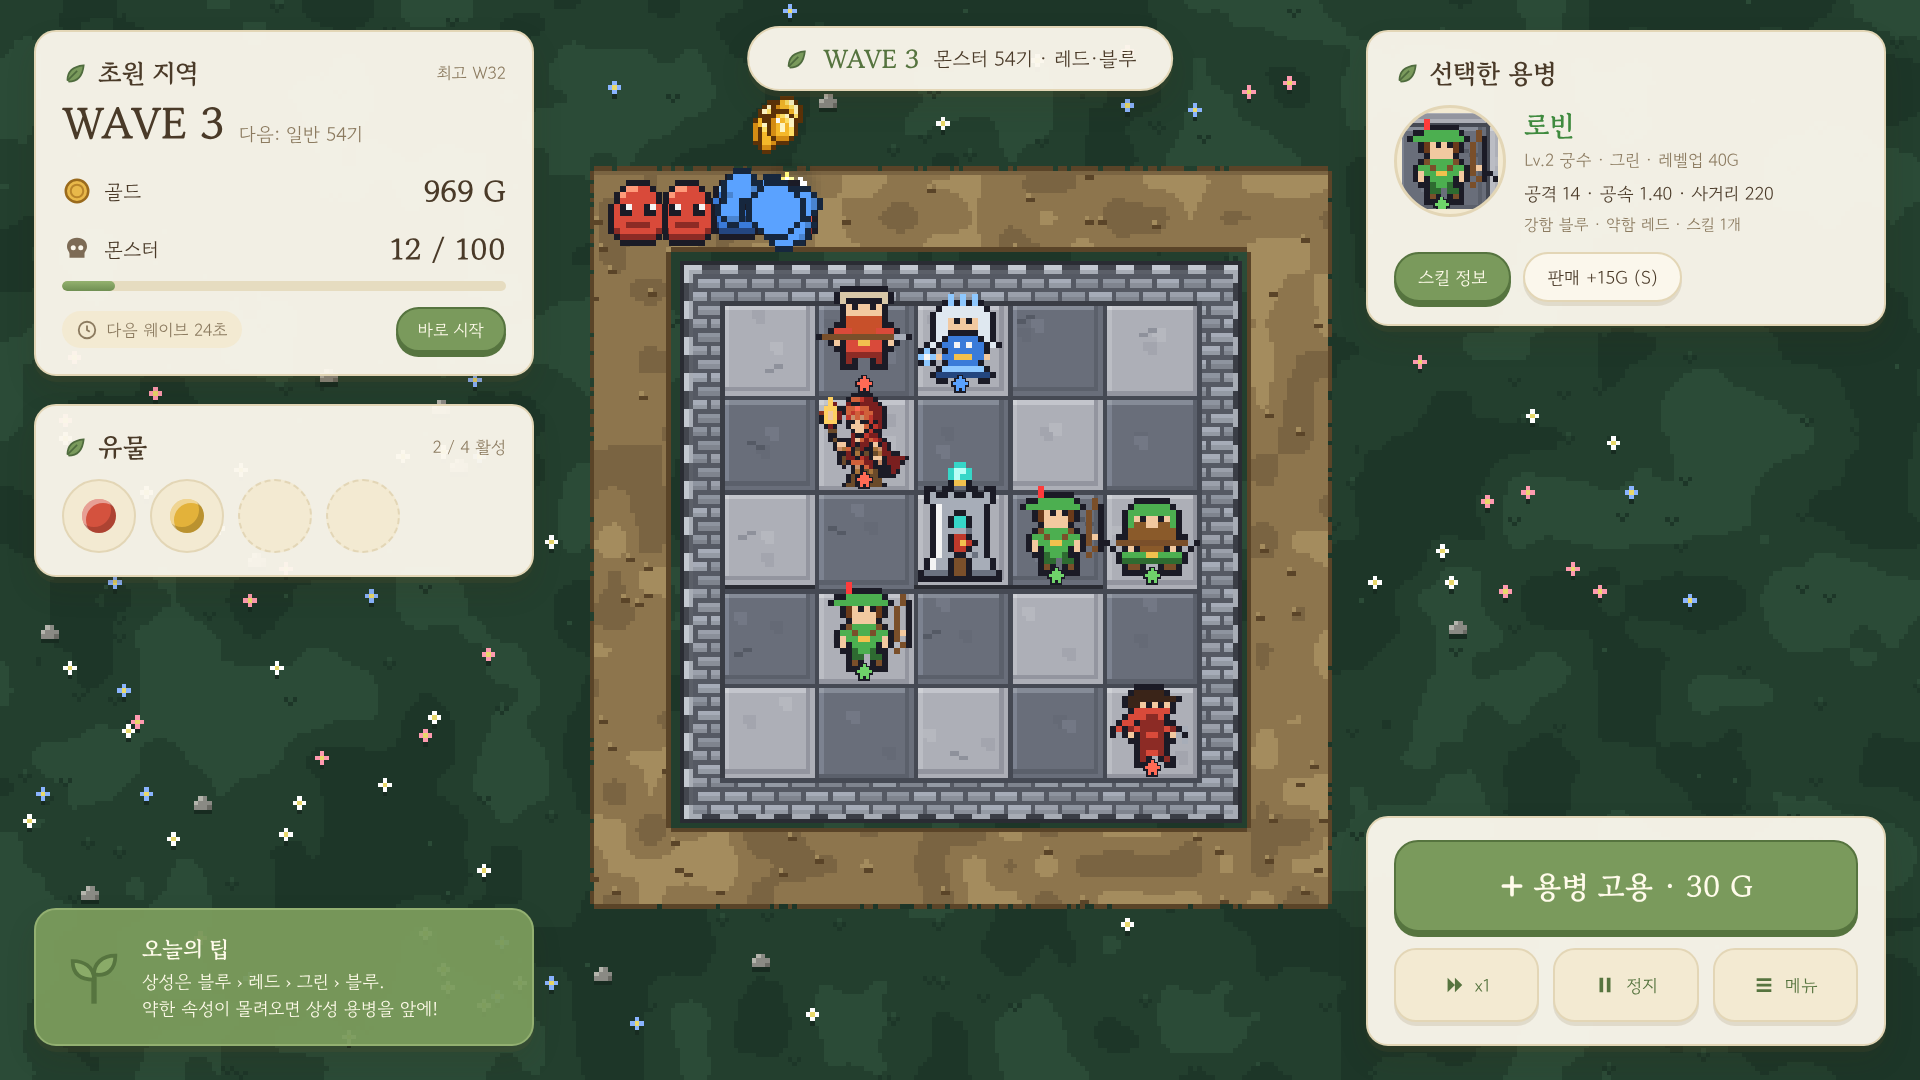 초원 지역
최고 W32
WAVE 3 다음: 일반 54기
골드 969 G
몬스터 12 / 100
다음 웨이브 24초
바로 시작
유물
2 / 4 활성
오늘의 팁
상성은 블루 › 레드 › 그린 › 블루.
약한 속성이 몰려오면 상성 용병을 앞에!
WAVE 3 몬스터 54기 · 레드·블루
선택한 용병
로빈
Lv.2 궁수 · 그린 · 레벨업 40G
공격 14 · 공속 1.40 · 사거리 220
강함 블루 · 약함 레드 · 스킬 1개
스킬 정보
판매 +15G (S)
+ 용병 고용 · 30 G
x1
정지
메뉴